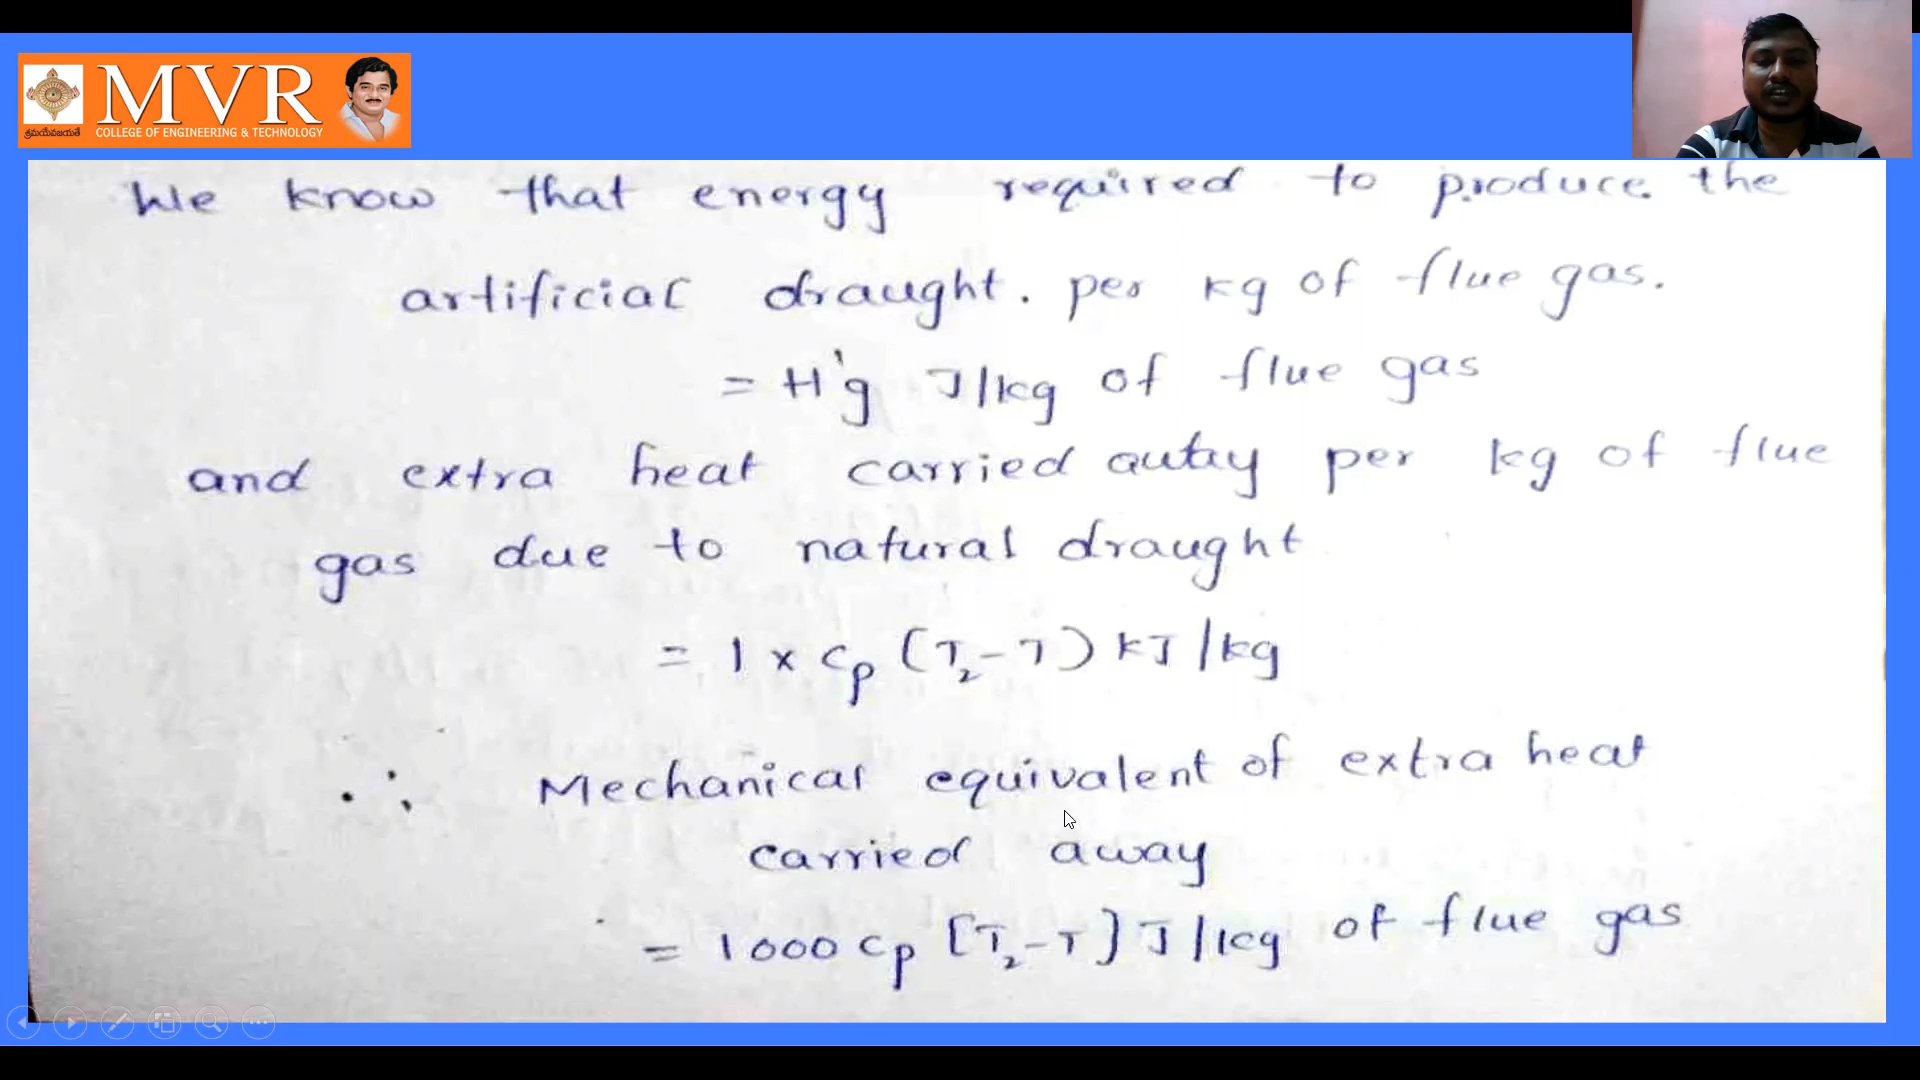 MVR
COLLEGE OF ENGINEERING & TECHNOLOGY
శ్రమయేవజయతే
We know that energy required to produce the
artificial draught. per kg of flue gas.
= H'g J/kg of flue gas
and extra heat carried away per kg of flue
gas due to natural draught
= 1 x Cp (T2-T) KJ/kg
∴ Mechanical equivalent of extra heat
carried away
= 1000 Cp [T2-T] J/kg of flue gas